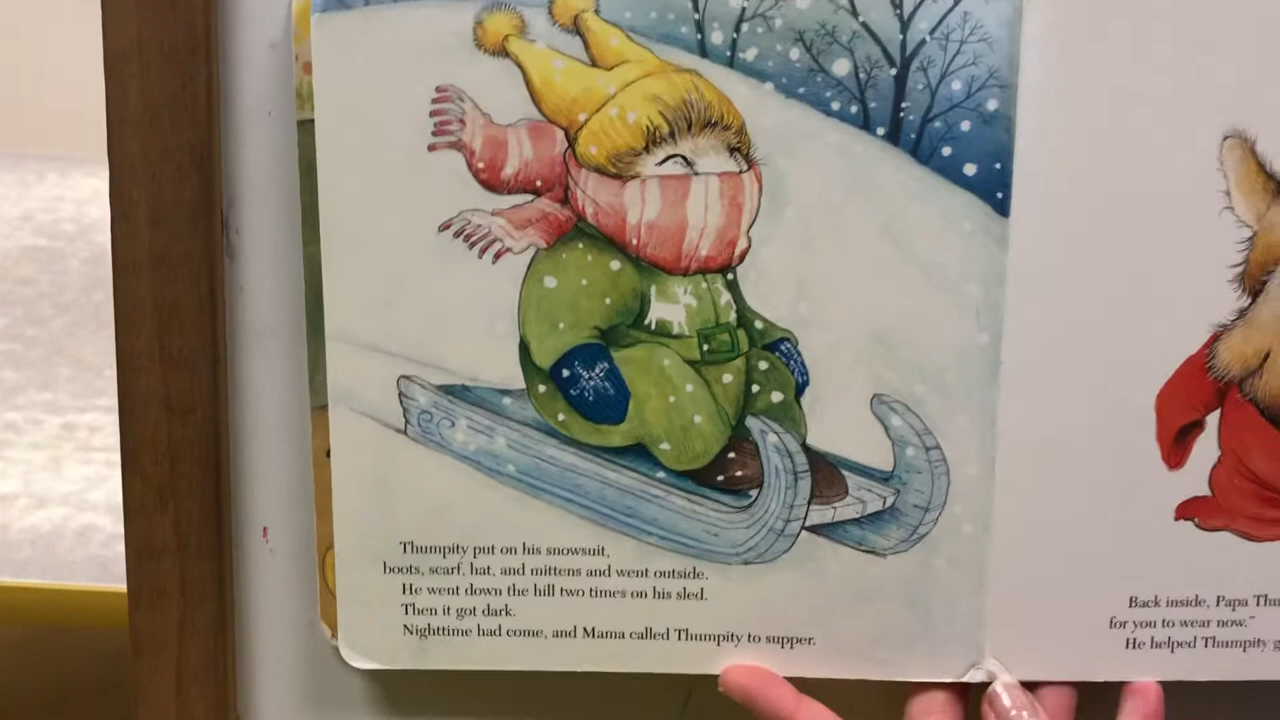 Thumpity put on his snowsuit,
boots, scarf, hat, and mittens and went outside.
He went down the hill two times on his sled.
Then it got dark.
Nighttime had come, and Mama called Thumpity to supper.
Back inside, Papa
for you to wear now."
He helped Thumpity